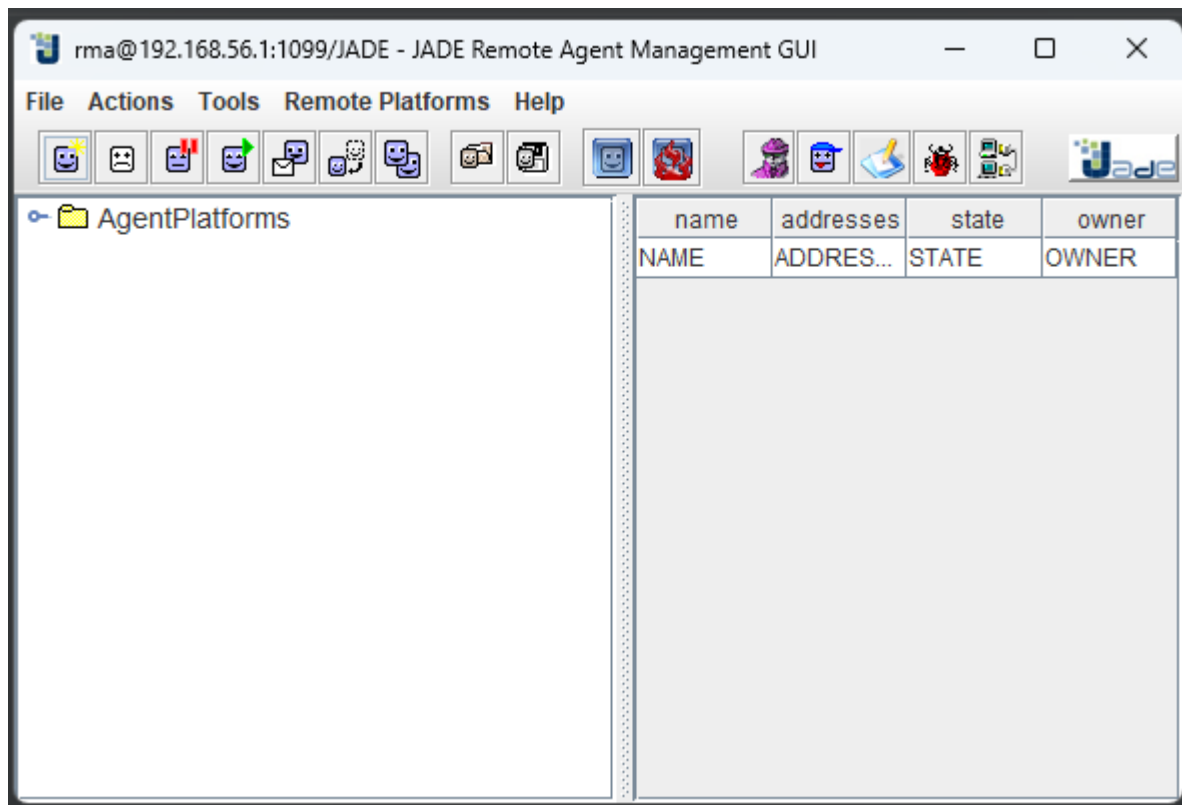 rma@192.168.56.1:1099/JADE - JADE Remote Agent Management GUI
File Actions Tools Remote Platforms Help
Jade
AgentPlatforms
name addresses state owner
NAME ADDRES... STATE OWNER